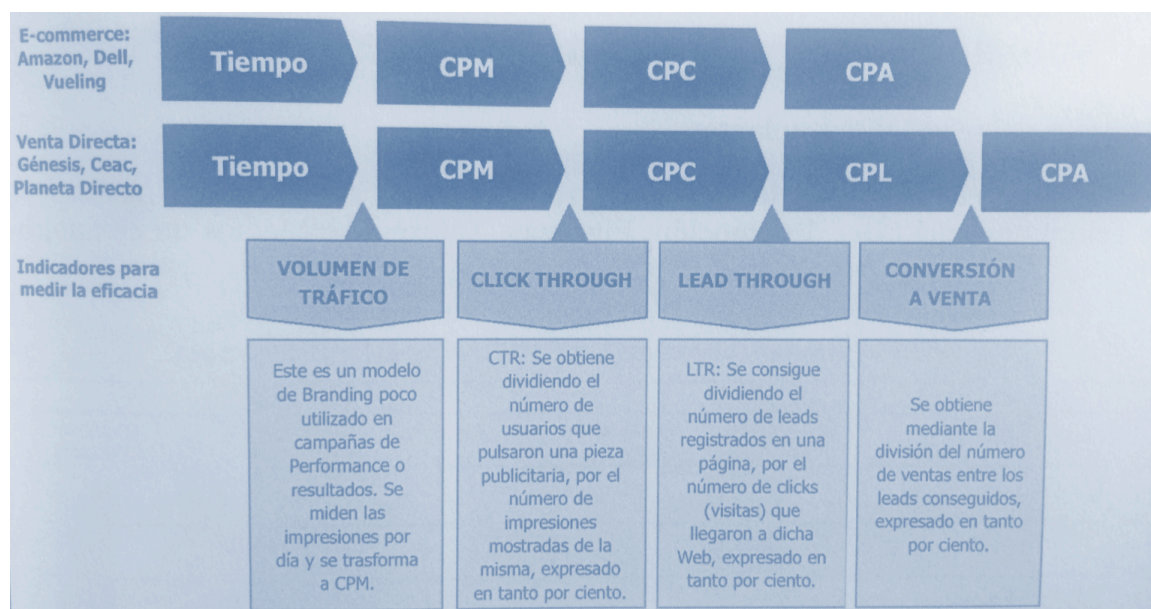 E-commerce:
Amazon, Dell,
Vueling
Tiempo
CPM
CPC
CPA
Venta Directa:
Génesis, Ceac,
Planeta Directo
Tiempo
CPM
CPC
CPL
CPA
Indicadores para
medir la eficacia
VOLUMEN DE
TRÁFICO
CLICK THROUGH
LEAD THROUGH
CONVERSIÓN
A VENTA
Este es un modelo
de Branding poco
utilizado en
campañas de
Performance o
resultados. Se
miden las
impresiones por
día y se trasforma
a CPM.
CTR: Se obtiene
dividiendo el
número de
usuarios que
pulsaron una pieza
publicitaria, por el
número de
impresiones
mostradas de la
misma, expresado
en tanto por ciento.
LTR: Se consigue
dividiendo el
número de leads
registrados en una
página, por el
número de clicks
(visitas) que
llegaron a dicha
Web, expresado en
tanto por ciento.
Se obtiene
mediante la
división del número
de ventas entre los
leads conseguidos,
expresado en tanto
por ciento.